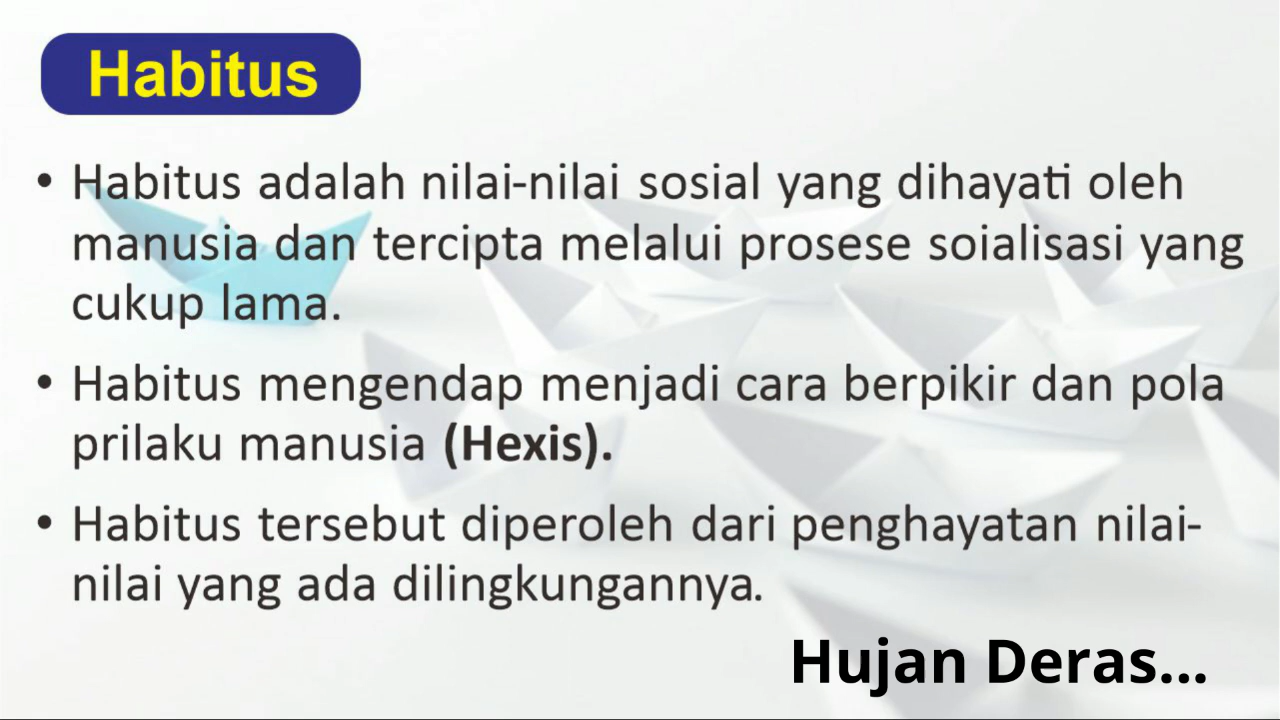 Habitus
• Habitus adalah nilai-nilai sosial yang dihayati oleh
manusia dan tercipta melalui prosese soialisasi yang
cukup lama.
• Habitus mengendap menjadi cara berpikir dan pola
prilaku manusia (Hexis).
• Habitus tersebut diperoleh dari penghayatan nilai-
nilai yang ada dilingkungannya.
Hujan Deras...